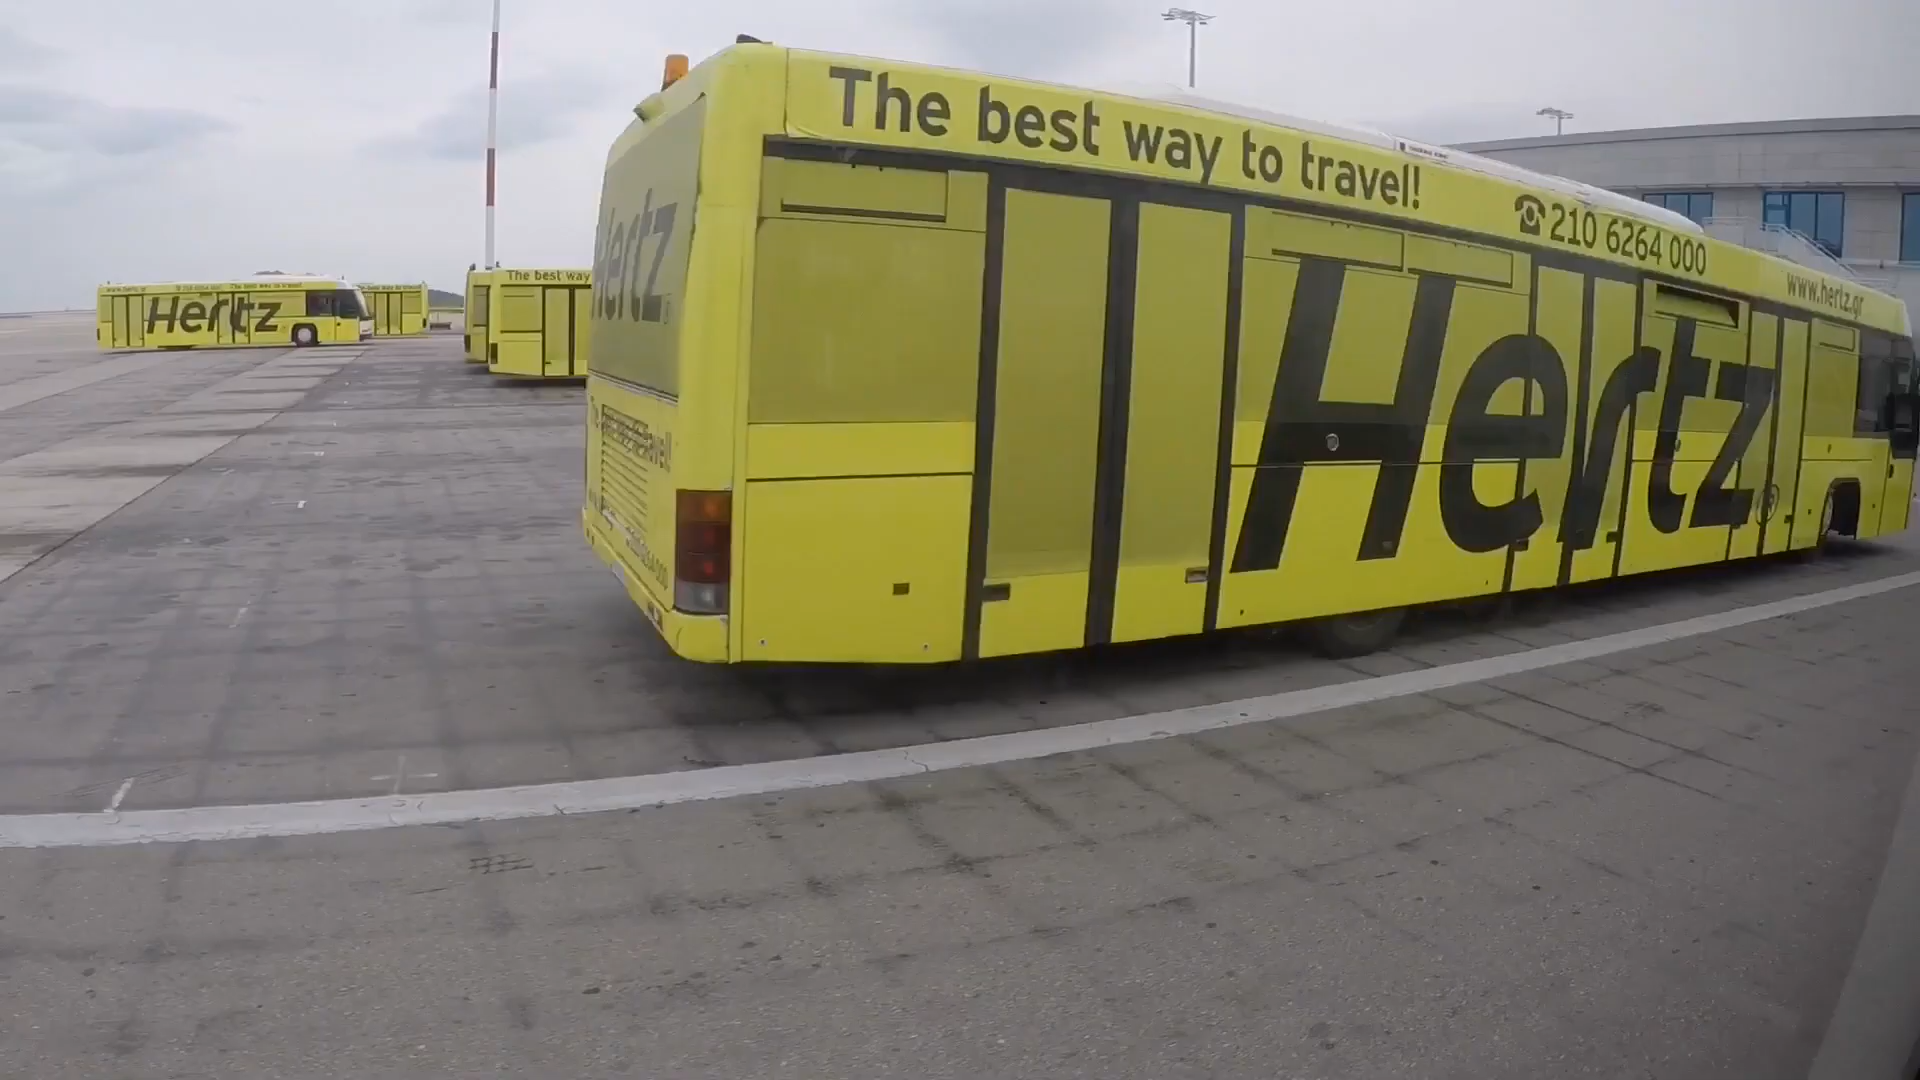 The best way to travel!
☎210 6264 000
www.hertz.gr
Hertz
Hertz
The best way
Hertz